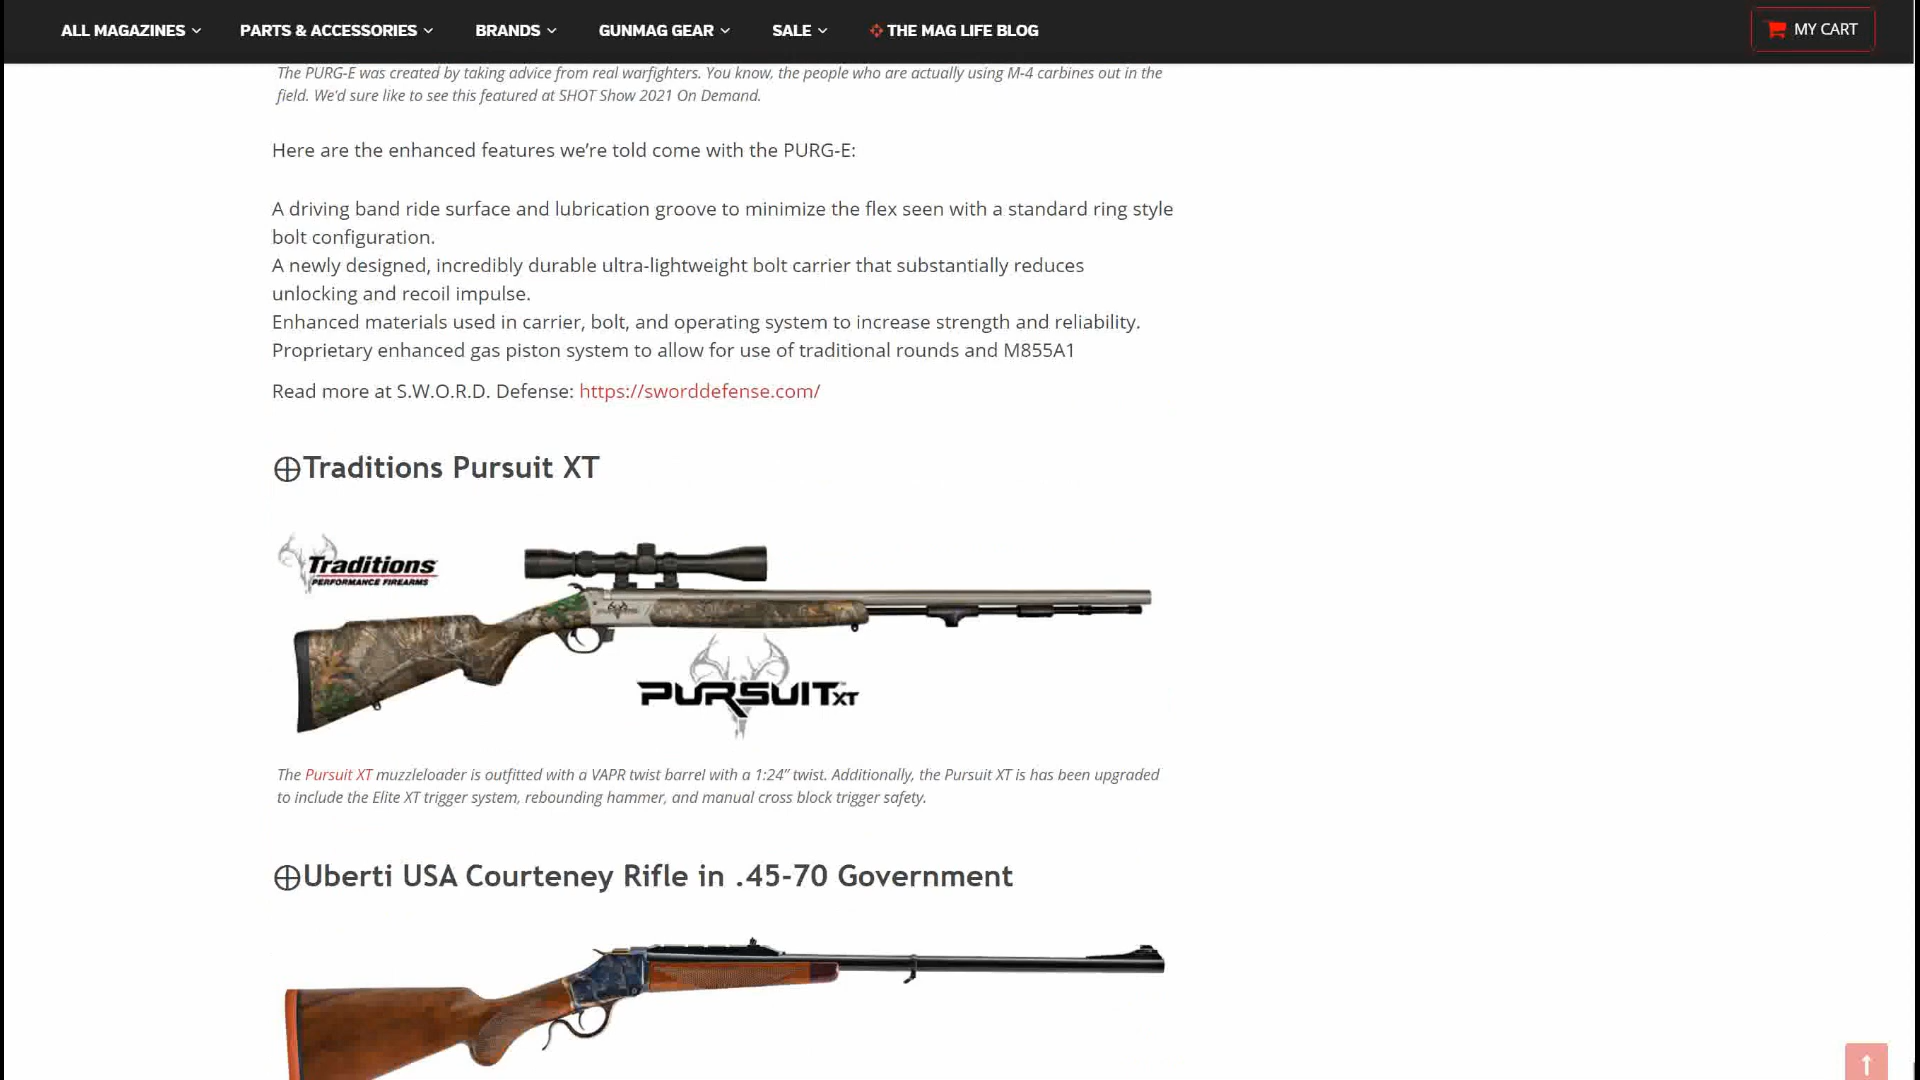 ALL MAGAZINES PARTS & ACCESSORIES BRANDS GUNMAG GEAR SALE THE MAG LIFE BLOG MY CART
The PURG-E was created by taking advice from real warfighters. You know, the people who are actually using M-4 carbines out in the
field. We'd sure like to see this featured at SHOT Show 2021 On Demand.
Here are the enhanced features we're told come with the PURG-E:
A driving band ride surface and lubrication groove to minimize the flex seen with a standard ring style
bolt configuration.
A newly designed, incredibly durable ultra-lightweight bolt carrier that substantially reduces
unlocking and recoil impulse.
Enhanced materials used in carrier, bolt, and operating system to increase strength and reliability.
Proprietary enhanced gas piston system to allow for use of traditional rounds and M855A1
Read more at S.W.O.R.D. Defense: https://sworddefense.com/
Traditions Pursuit XT
Traditions
PERFORMANCE FIREARMS
PURSUIT XT
The Pursuit XT muzzleloader is outfitted with a VAPR twist barrel with a 1:24" twist. Additionally, the Pursuit XT is has been upgraded
to include the Elite XT trigger system, rebounding hammer, and manual cross block trigger safety.
Uberti USA Courteney Rifle in .45-70 Government